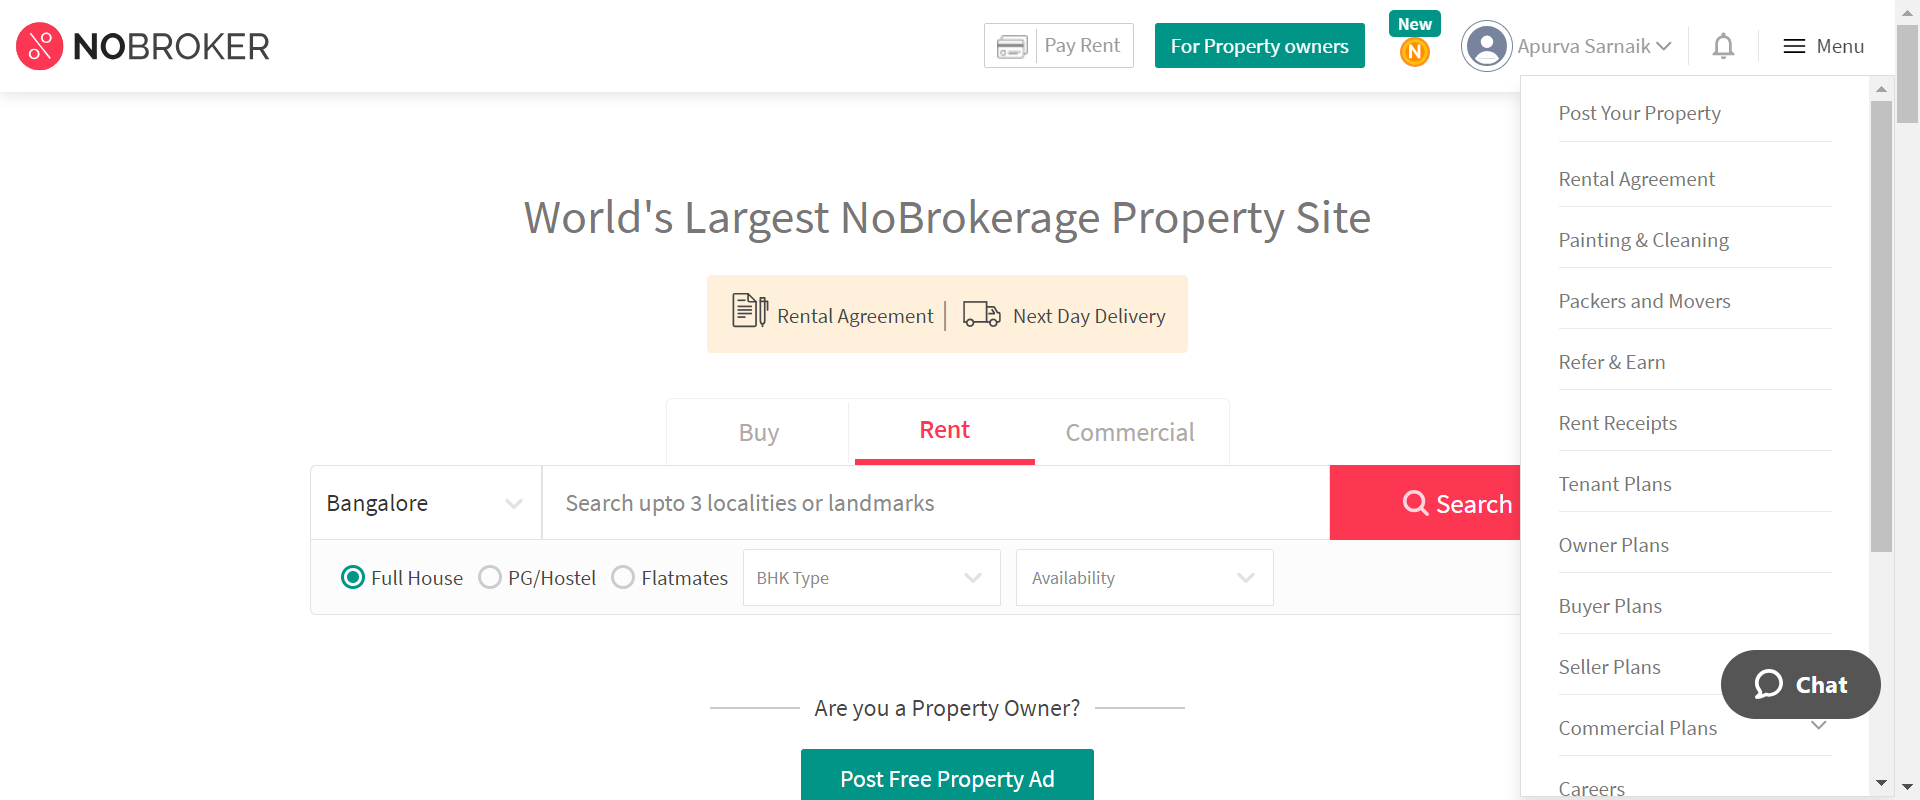 NOBROKER
Pay Rent
For Property owners
New
N
Apurva Sarnaik
Menu
World's Largest NoBrokerage Property Site
Rental Agreement | Next Day Delivery
Buy
Rent
Commercial
Bangalore
Search upto 3 localities or landmarks
Search
Full House
PG/Hostel
Flatmates
BHK Type
Availability
Are you a Property Owner?
Post Free Property Ad
Post Your Property
Rental Agreement
Painting & Cleaning
Packers and Movers
Refer & Earn
Rent Receipts
Tenant Plans
Owner Plans
Buyer Plans
Seller Plans
Chat
Commercial Plans
Careers